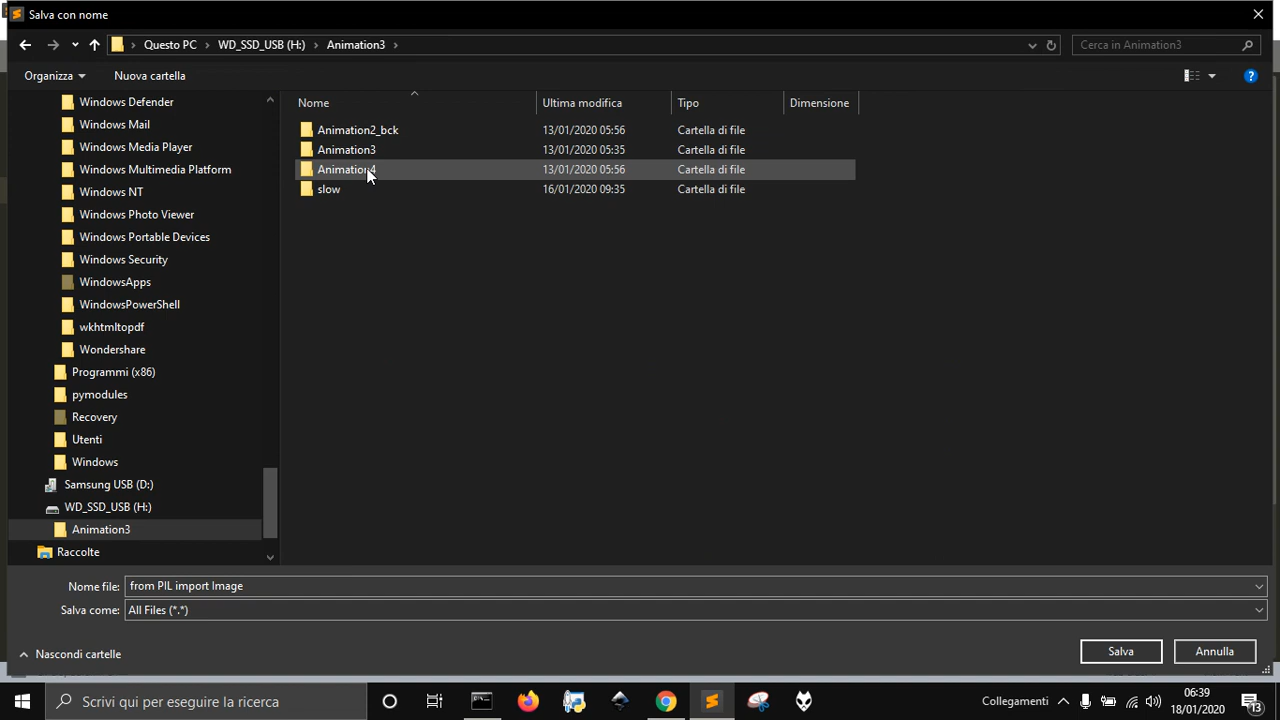 Salva con nome
Questo PC WD_SSD_USB (H:) Animation3
Cerca in Animation3
Organizza Nuova cartella
Nome Ultima modifica Tipo Dimensione
Windows Defender
Windows Mail
Windows Media Player
Windows Multimedia Platform
Windows NT
Windows Photo Viewer
Windows Portable Devices
Windows Security
WindowsApps
WindowsPowerShell
wkhtmltopdf
Wondershare
Programmi (x86)
pymodules
Recovery
Utenti
Windows
Samsung USB (D:)
WD_SSD_USB (H:)
Animation3
Raccolte
Animation2_bck 13/01/2020 05:56 Cartella di file
Animation3 13/01/2020 05:35 Cartella di file
Animation4 13/01/2020 05:56 Cartella di file
slow 16/01/2020 09:35 Cartella di file
Nome file: from PIL import Image
Salva come: All Files (*.*)
Nascondi cartelle
Salva Annulla
Scrivi qui per eseguire la ricerca
Collegamenti
06:39
18/01/2020
13